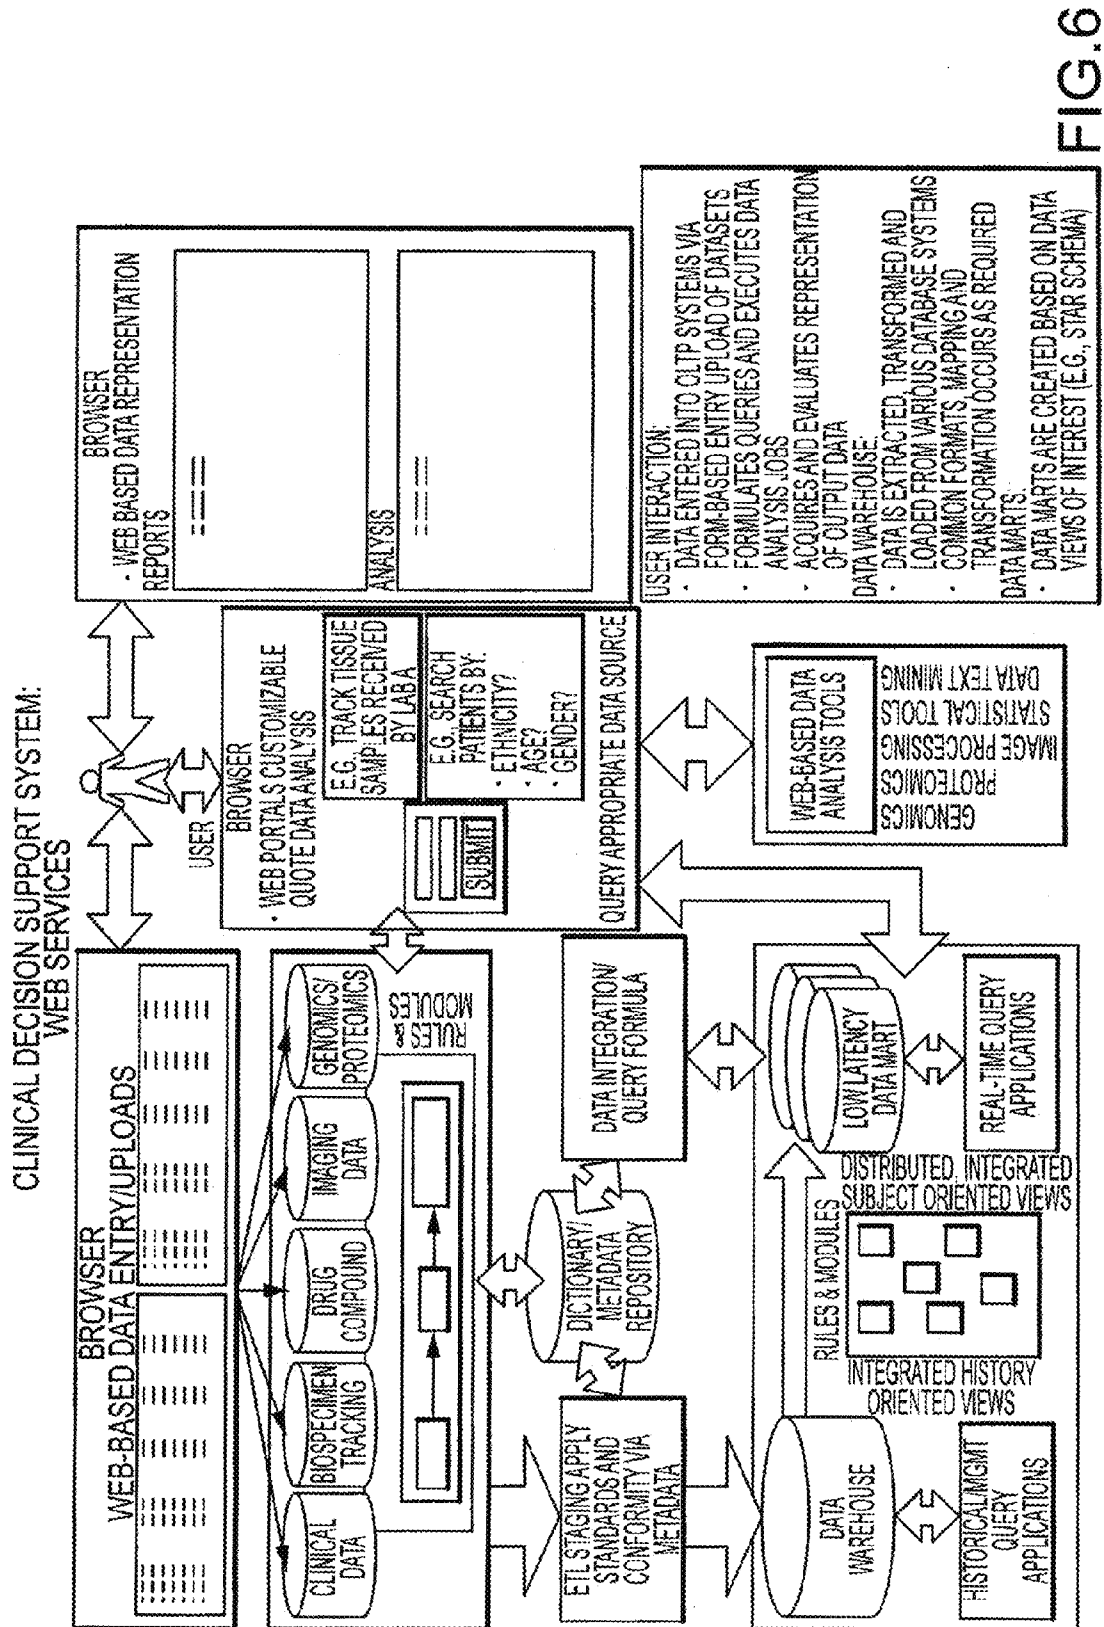 CLINICAL DECISION SUPPORT SYSTEM:
WEB SERVICES
BROWSER
WEB-BASED DATA ENTRY/UPLOADS
USER
BROWSER
· WEB BASED DATA REPRESENTATION
REPORTS
ANALYSIS
CLINICAL
DATA
BIOSPECIMEN
TRACKING
DRUG
COMPOUND
IMAGING
DATA
GENOMICS/
PROTEOMICS
RULES &
MODULES
BROWSER
· WEB PORTALS CUSTOMIZABLE
QUOTE DATA ANALYSIS
E.G. TRACK TISSUE
SAMPLES RECEIVED
BY LAB A
E.G., SEARCH
PATIENTS BY:
· ETHNICITY?
· AGE?
· GENDER?
SUBMIT
QUERY APPROPRIATE DATA SOURCE
ETL STAGING APPLY
STANDARDS AND
CONFORMITY VIA
METADATA
DICTIONARY/
METADATA
REPOSITORY
DATA INTEGRATION/
QUERY FORMULA
WEB-BASED DATA
ANALYSIS TOOLS
GENOMICS
PROTEOMICS
IMAGE PROCESSING
STATISTICAL TOOLS
DATA TEXT MINING
DATA
WAREHOUSE
HISTORICAL/MGMT
QUERY
APPLICATIONS
RULES & MODULES
INTEGRATED HISTORY
ORIENTED VIEWS
LOW LATENCY
DATA MART
DISTRIBUTED, INTEGRATED
SUBJECT ORIENTED VIEWS
REAL-TIME QUERY
APPLICATIONS
USER INTERACTION:
· DATA ENTERED INTO OLTP SYSTEMS VIA
FORM-BASED ENTRY UPLOAD OF DATASETS
· FORMULATES QUERIES AND EXECUTES DATA
ANALYSIS JOBS
· ACQUIRES AND EVALUATES REPRESENTATION
OF OUTPUT DATA
DATA WAREHOUSE:
· DATA IS EXTRACTED, TRANSFORMED AND
LOADED FROM VARIOUS DATABASE SYSTEMS
· COMMON FORMATS, MAPPING AND
TRANSFORMATION OCCURS AS REQUIRED
DATA MARTS:
· DATA MARTS ARE CREATED BASED ON DATA
VIEWS OF INTEREST (E.G., STAR SCHEMA)
FIG.6